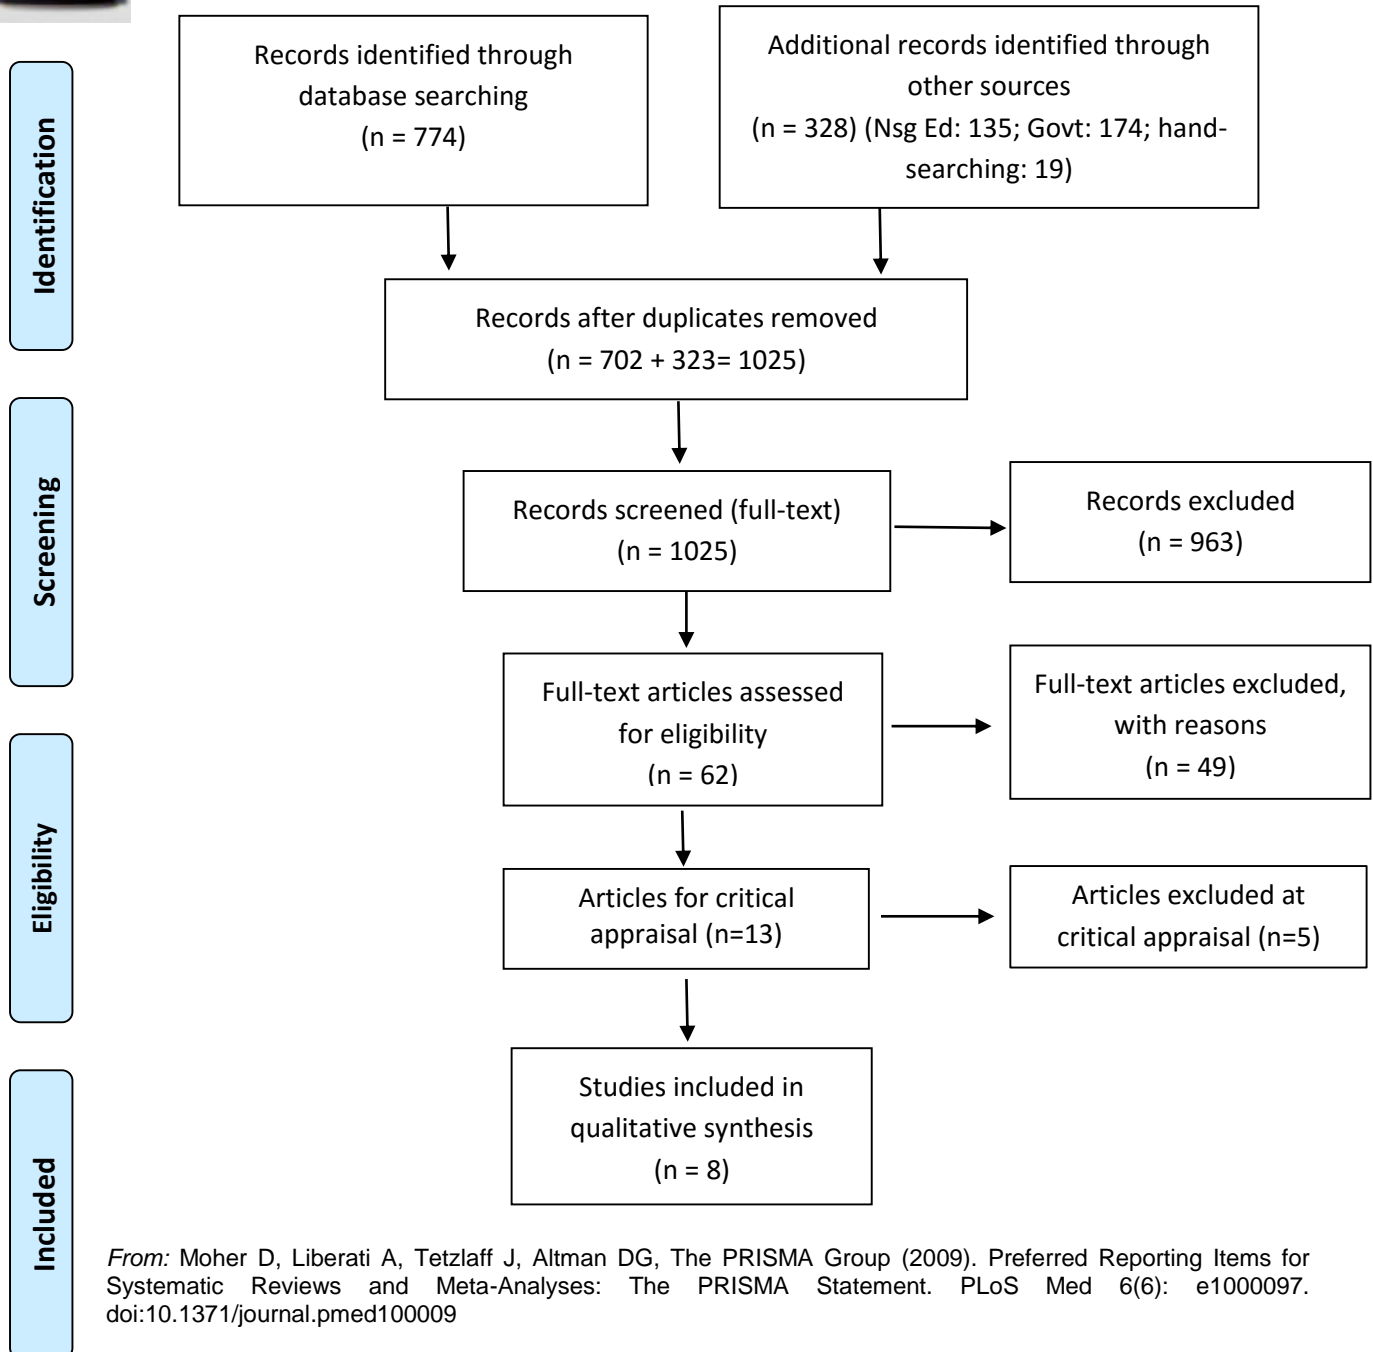 Records identified through
database searching
(n = 774)
Additional records identified through
other sources
(n = 328) (Nsg Ed: 135; Govt: 174; hand-
searching: 19)
Identification
Records after duplicates removed
(n = 702 + 323= 1025)
Screening
Records screened (full-text)
(n = 1025)
Records excluded
(n = 963)
Full-text articles assessed
for eligibility
(n = 62)
Full-text articles excluded,
with reasons
(n = 49)
Eligibility
Articles for critical
appraisal (n=13)
Articles excluded at
critical appraisal (n=5)
Included
Studies included in
qualitative synthesis
(n = 8)
From: Moher D, Liberati A, Tetzlaff J, Altman DG, The PRISMA Group (2009). Preferred Reporting Items for
Systematic Reviews and Meta-Analyses: The PRISMA Statement. PLoS Med 6(6): e1000097.
doi:10.1371/journal.pmed100009